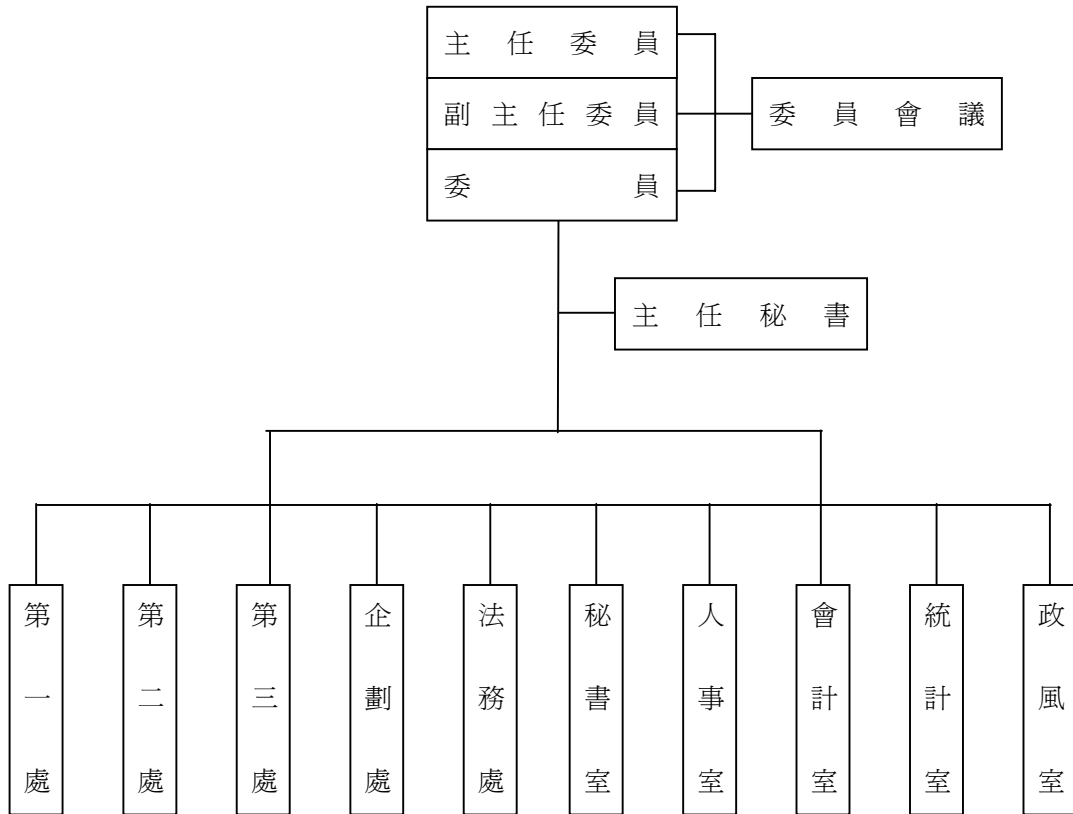 主任委員
副主任委員
委員
委員會議
主任秘書
第一處
第二處
第三處
企劃處
法務處
秘書室
人事室
會計室
統計室
政風室